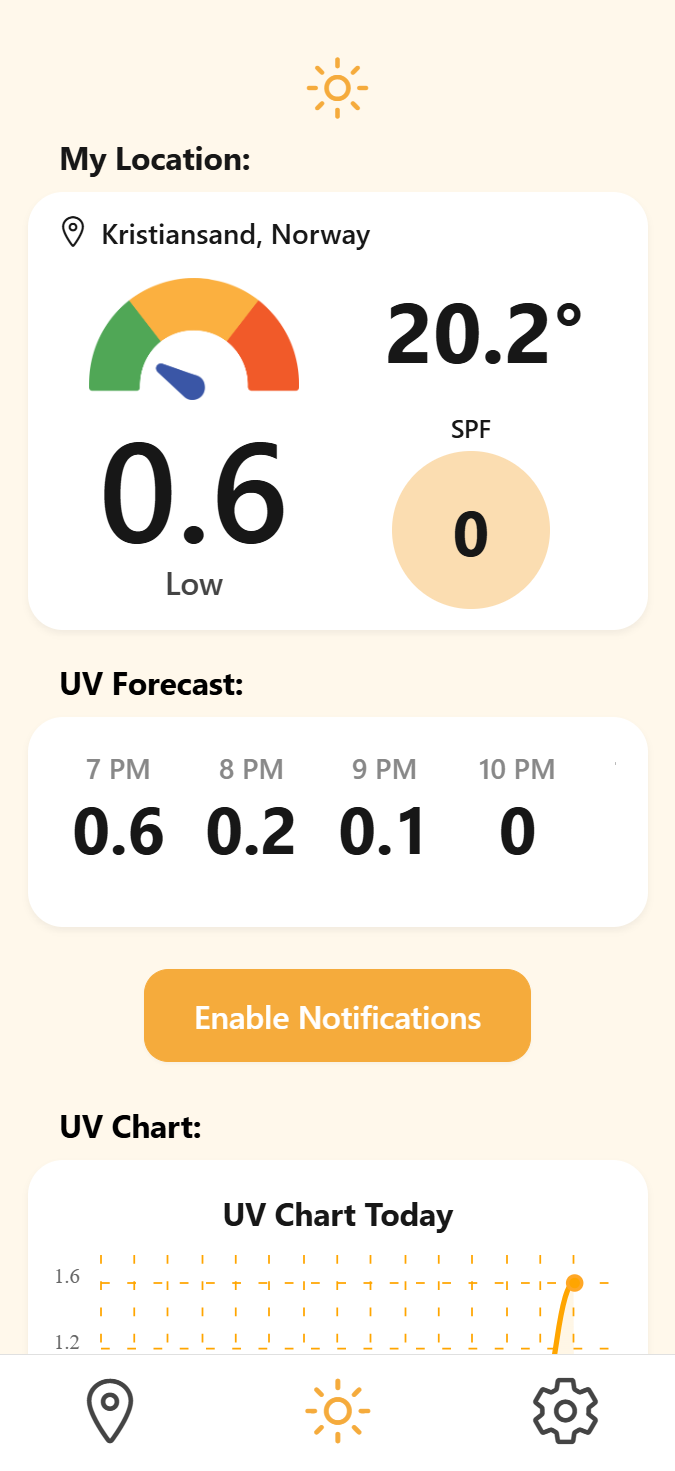 My Location:
Kristiansand, Norway
20.2°
SPF
0
0.6
Low
UV Forecast:
7 PM 8 PM 9 PM 10 PM
0.6 0.2 0.1 0
Enable Notifications
UV Chart:
UV Chart Today
1.6
1.2